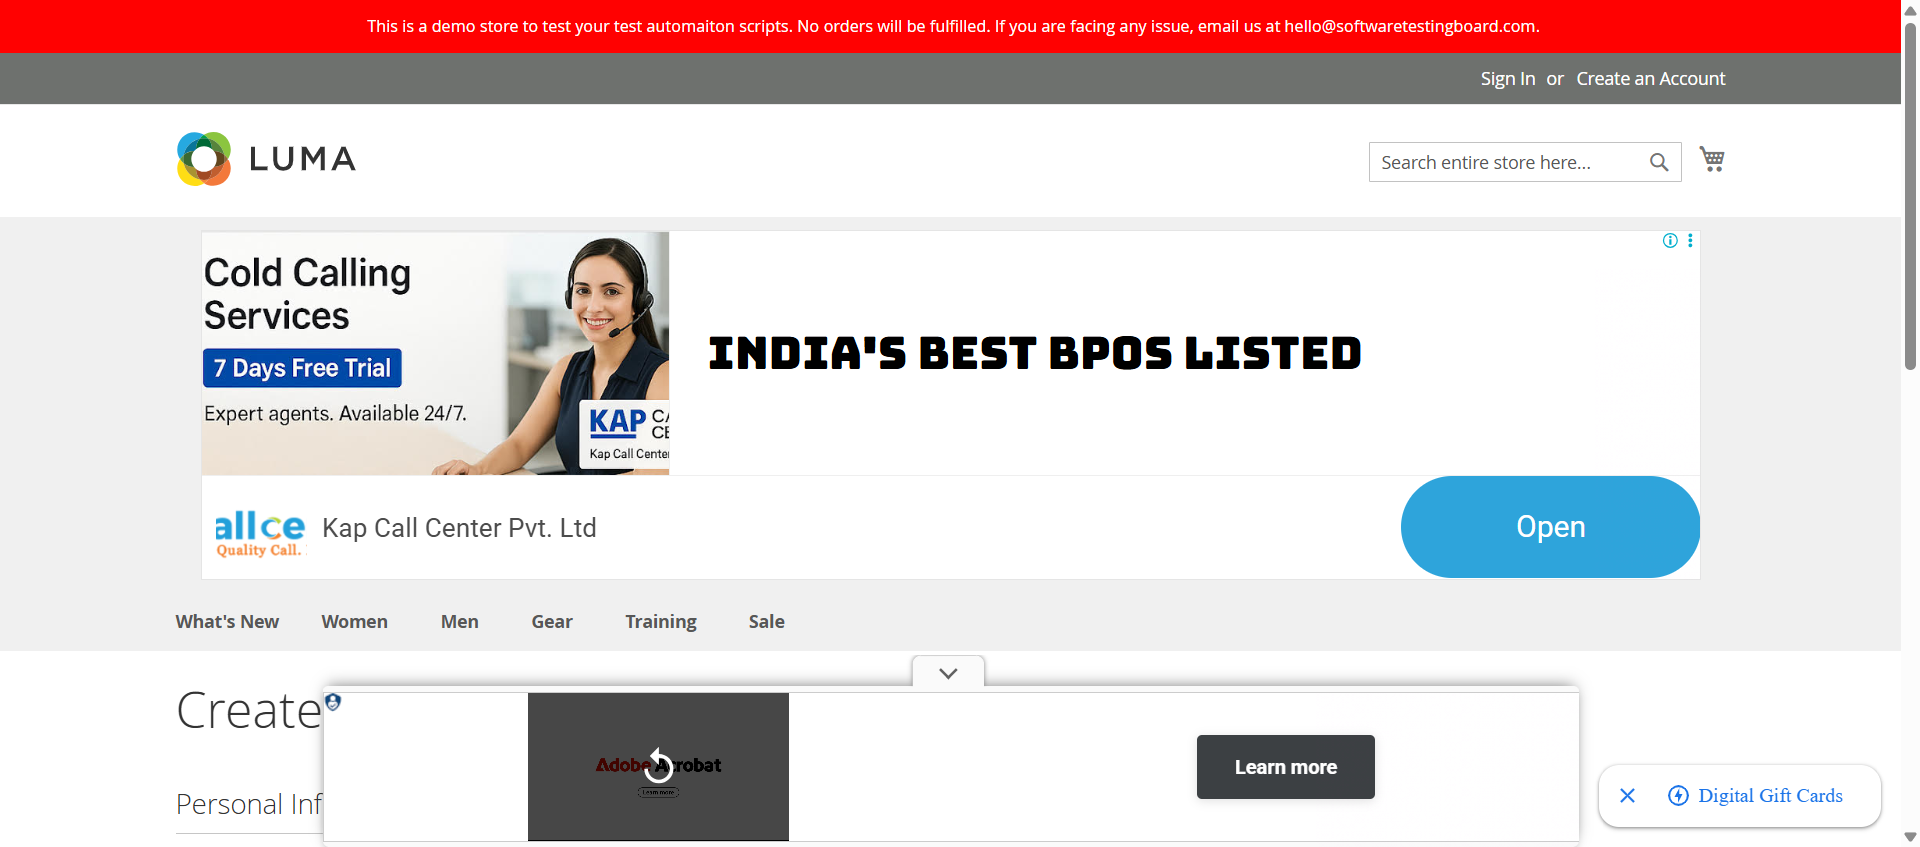 This is a demo store to test your test automaiton scripts. No orders will be fulfilled. If you are facing any issue, email us at hello@softwaretestingboard.com.
Sign In or Create an Account
LUMA
Search entire store here...
Cold Calling
Services
7 Days Free Trial
Expert agents. Available 24/7.
KAP CA
CE
Kap Call Center
INDIA'S BEST BPOS LISTED
allce
Quality Call.
Kap Call Center Pvt. Ltd
Open
What's New Women Men Gear Training Sale
Create
Adobe Acrobat
Learn more
Learn more
Personal Inf
Digital Gift Cards